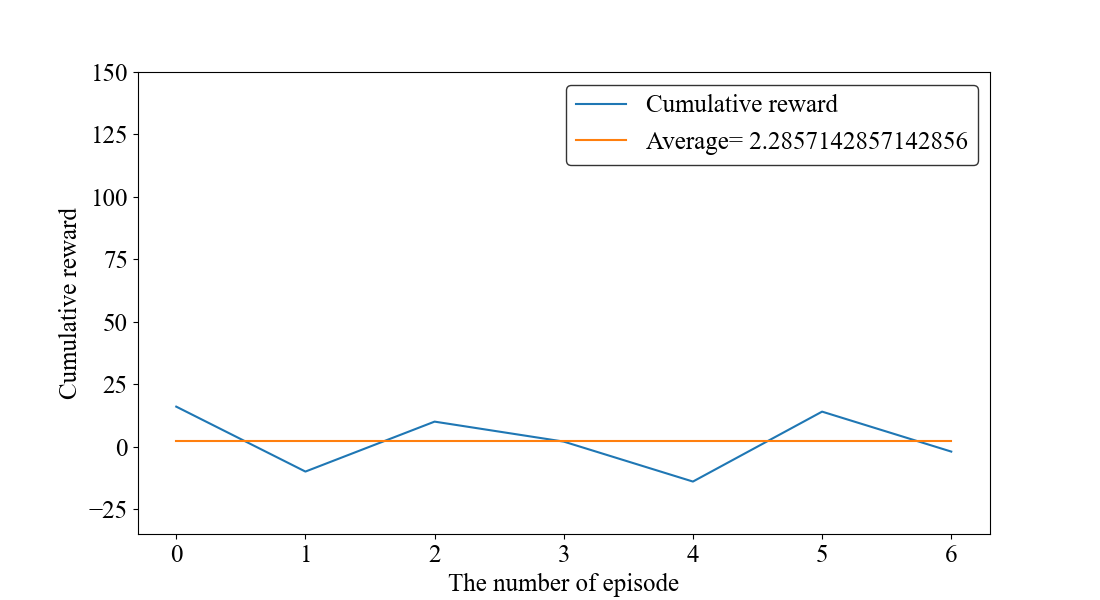 150
125
100
75
50
25
0
−25
Cumulative reward
Cumulative reward
Average= 2.2857142857142856
0 1 2 3 4 5 6
The number of episode